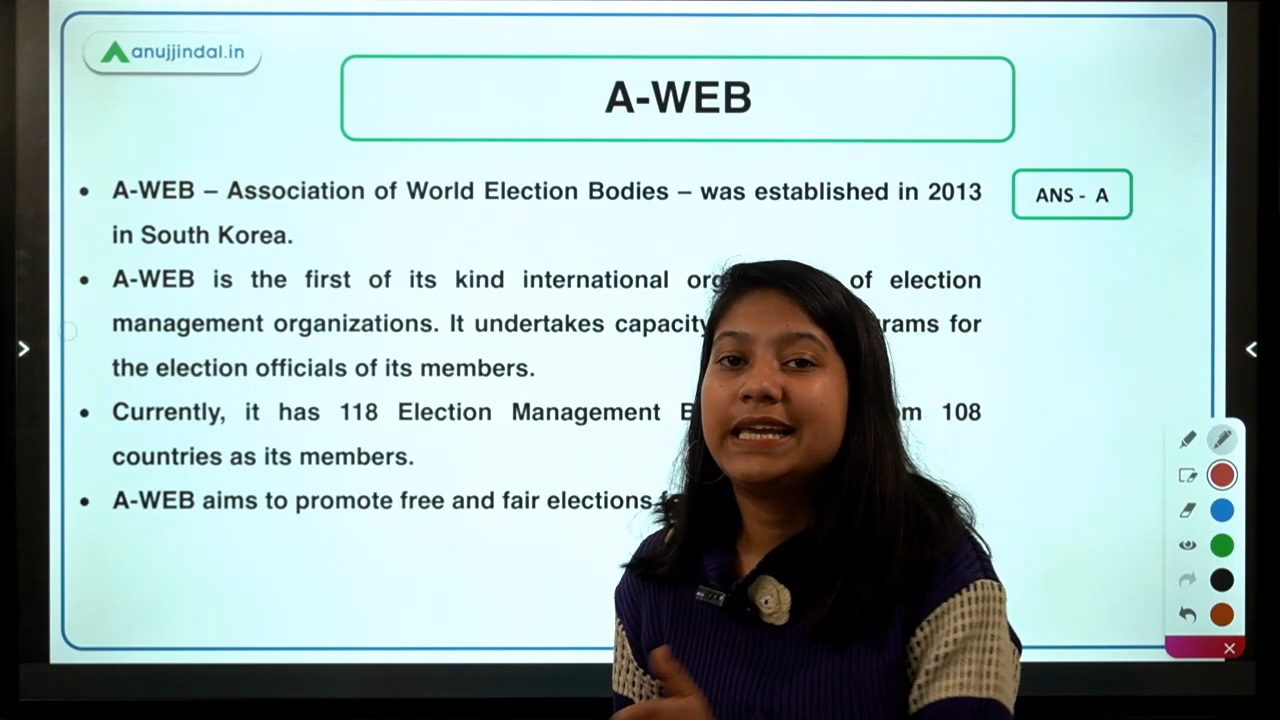 anujjindal.in
A-WEB
• A-WEB – Association of World Election Bodies – was established in 2013
in South Korea.
ANS - A
• A-WEB is the first of its kind international of election
management organizations. It undertakes capacity for
the election officials of its members.
• Currently, it has 118 Election Management 108
countries as its members.
• A-WEB aims to promote free and fair elections